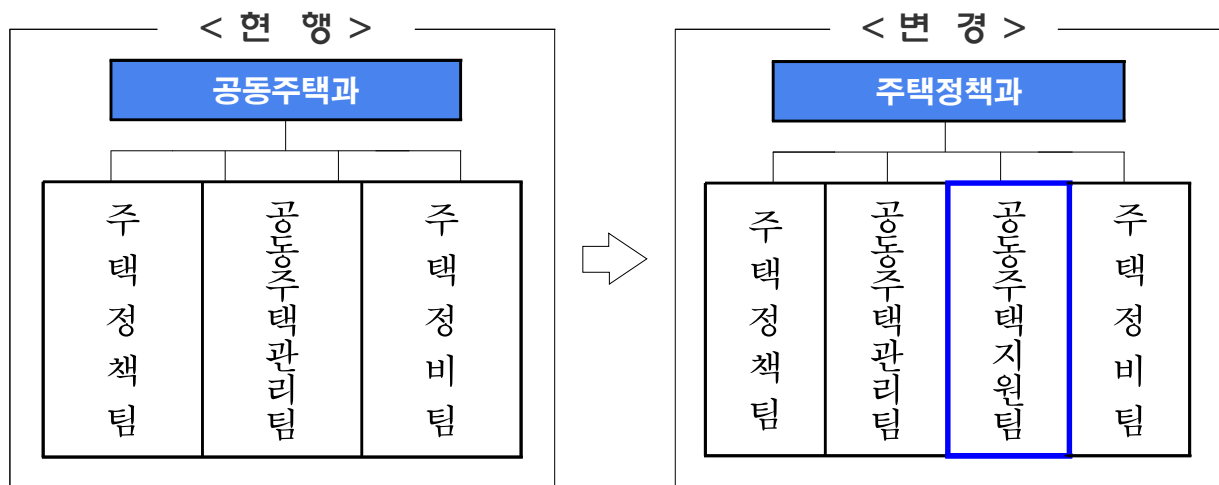 < 현 행 >
공동주택과
주택정책팀
공동주택관리팀
주택정비팀
< 변 경 >
주택정책과
주택정책팀
공동주택관리팀
공동주택지원팀
주택정비팀